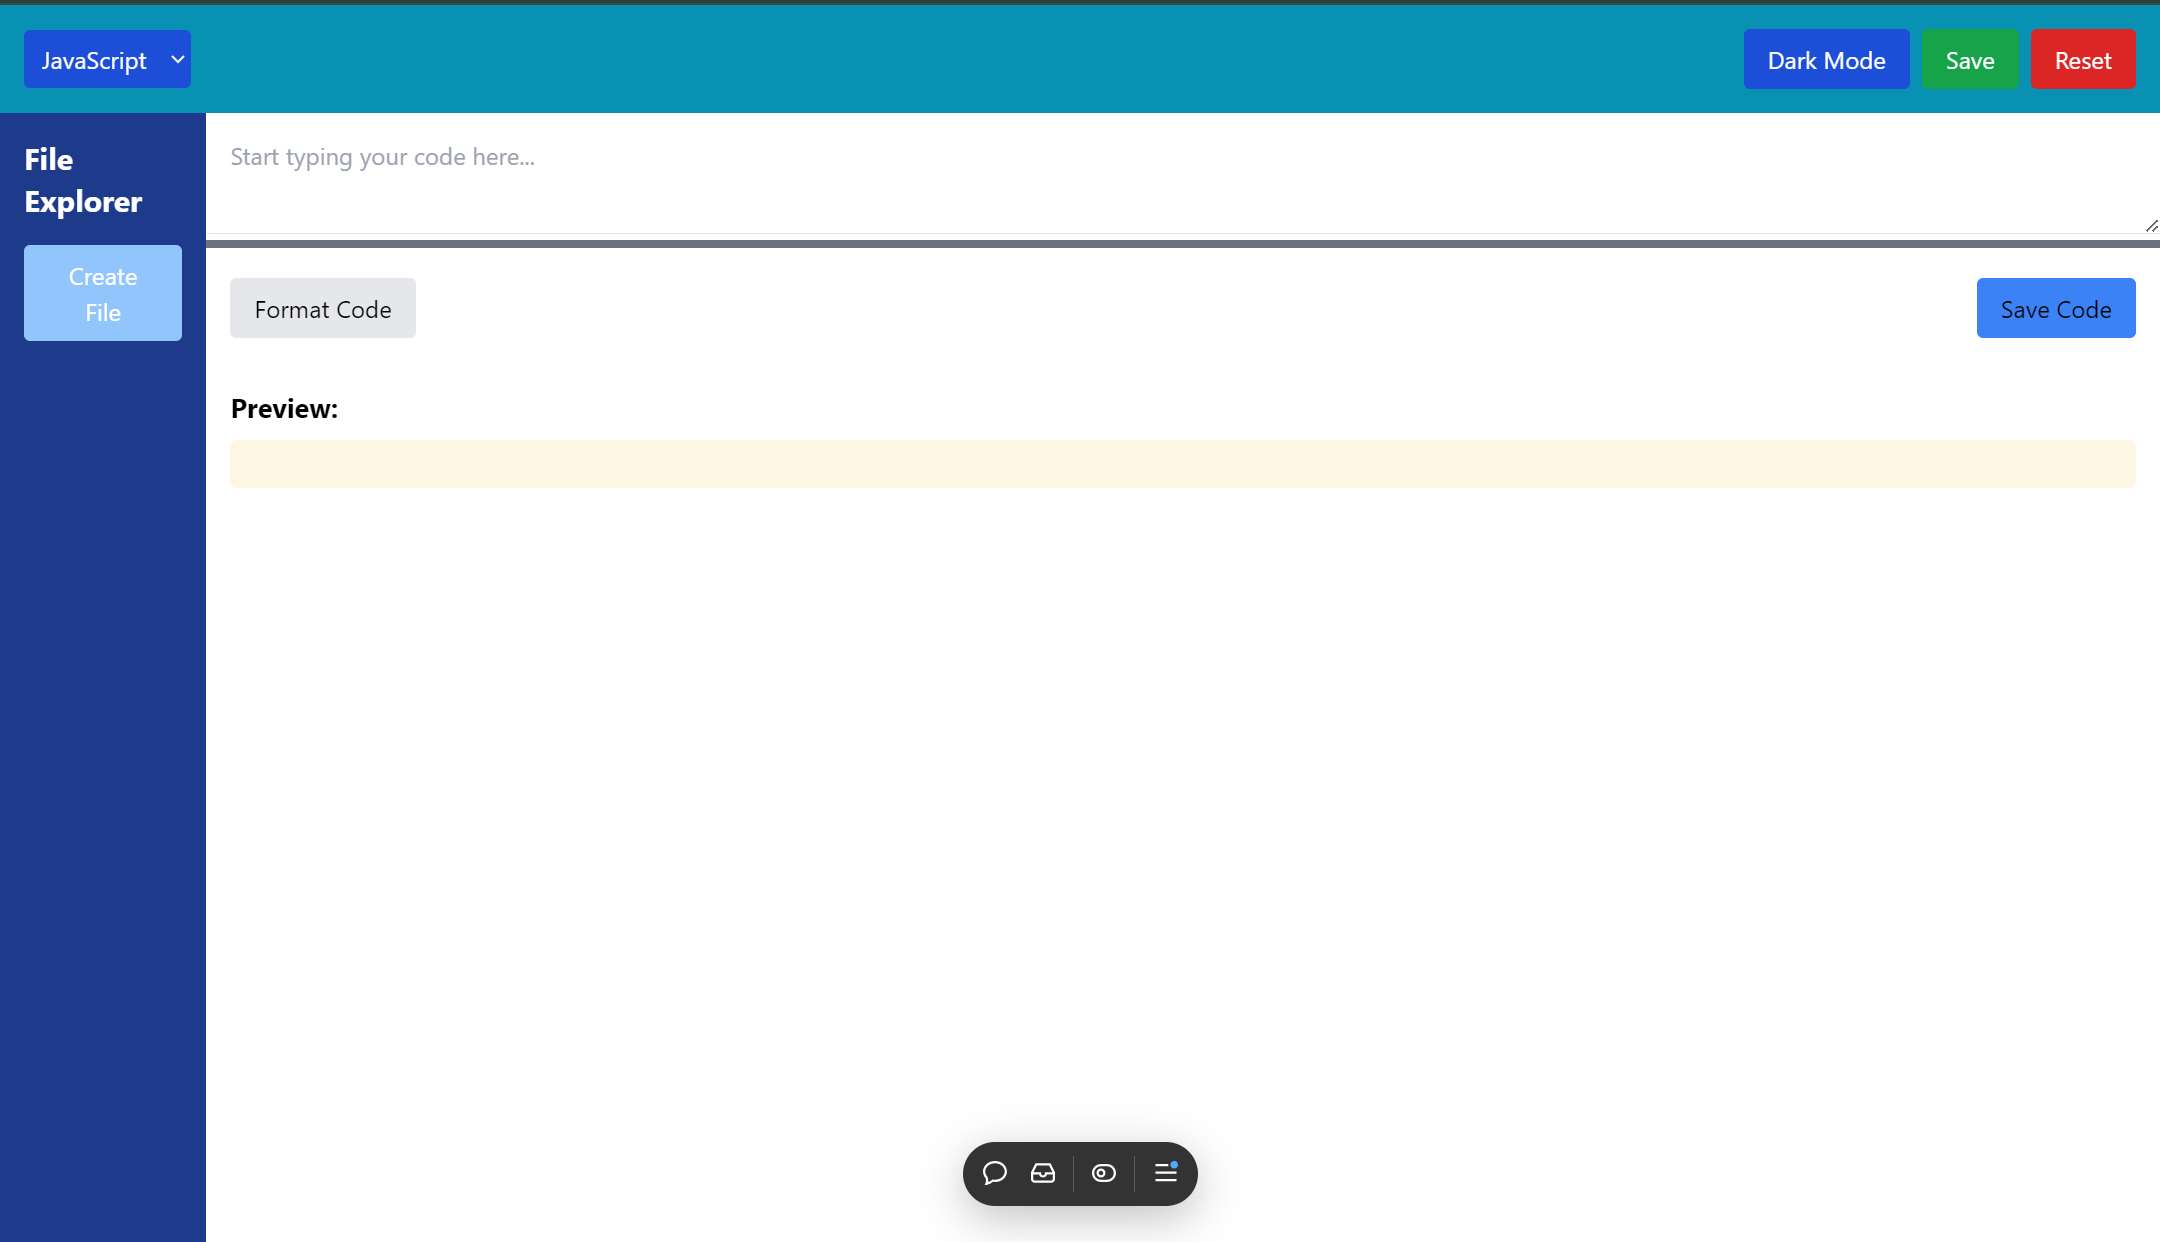 JavaScript
Dark Mode
Save
Reset
File
Explorer
Create
File
Start typing your code here...
Format Code
Save Code
Preview: